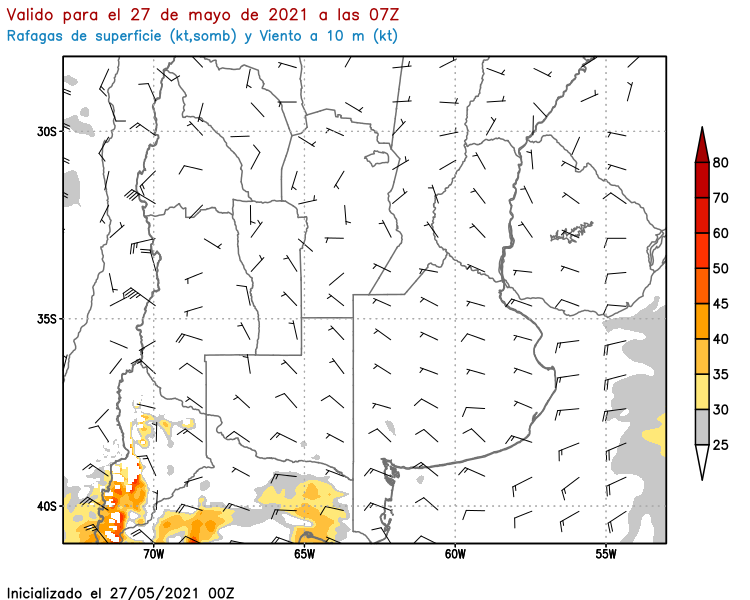 Valido para el 27 de mayo de 2021 a las 07Z
Rafagas de superficie (kt,somb) y Viento a 10 m (kt)
80
30S
70
60
50
45
35S
40
35
30
25
40S
70W 65W 60W 55W
Inicializado el 27/05/2021 00Z